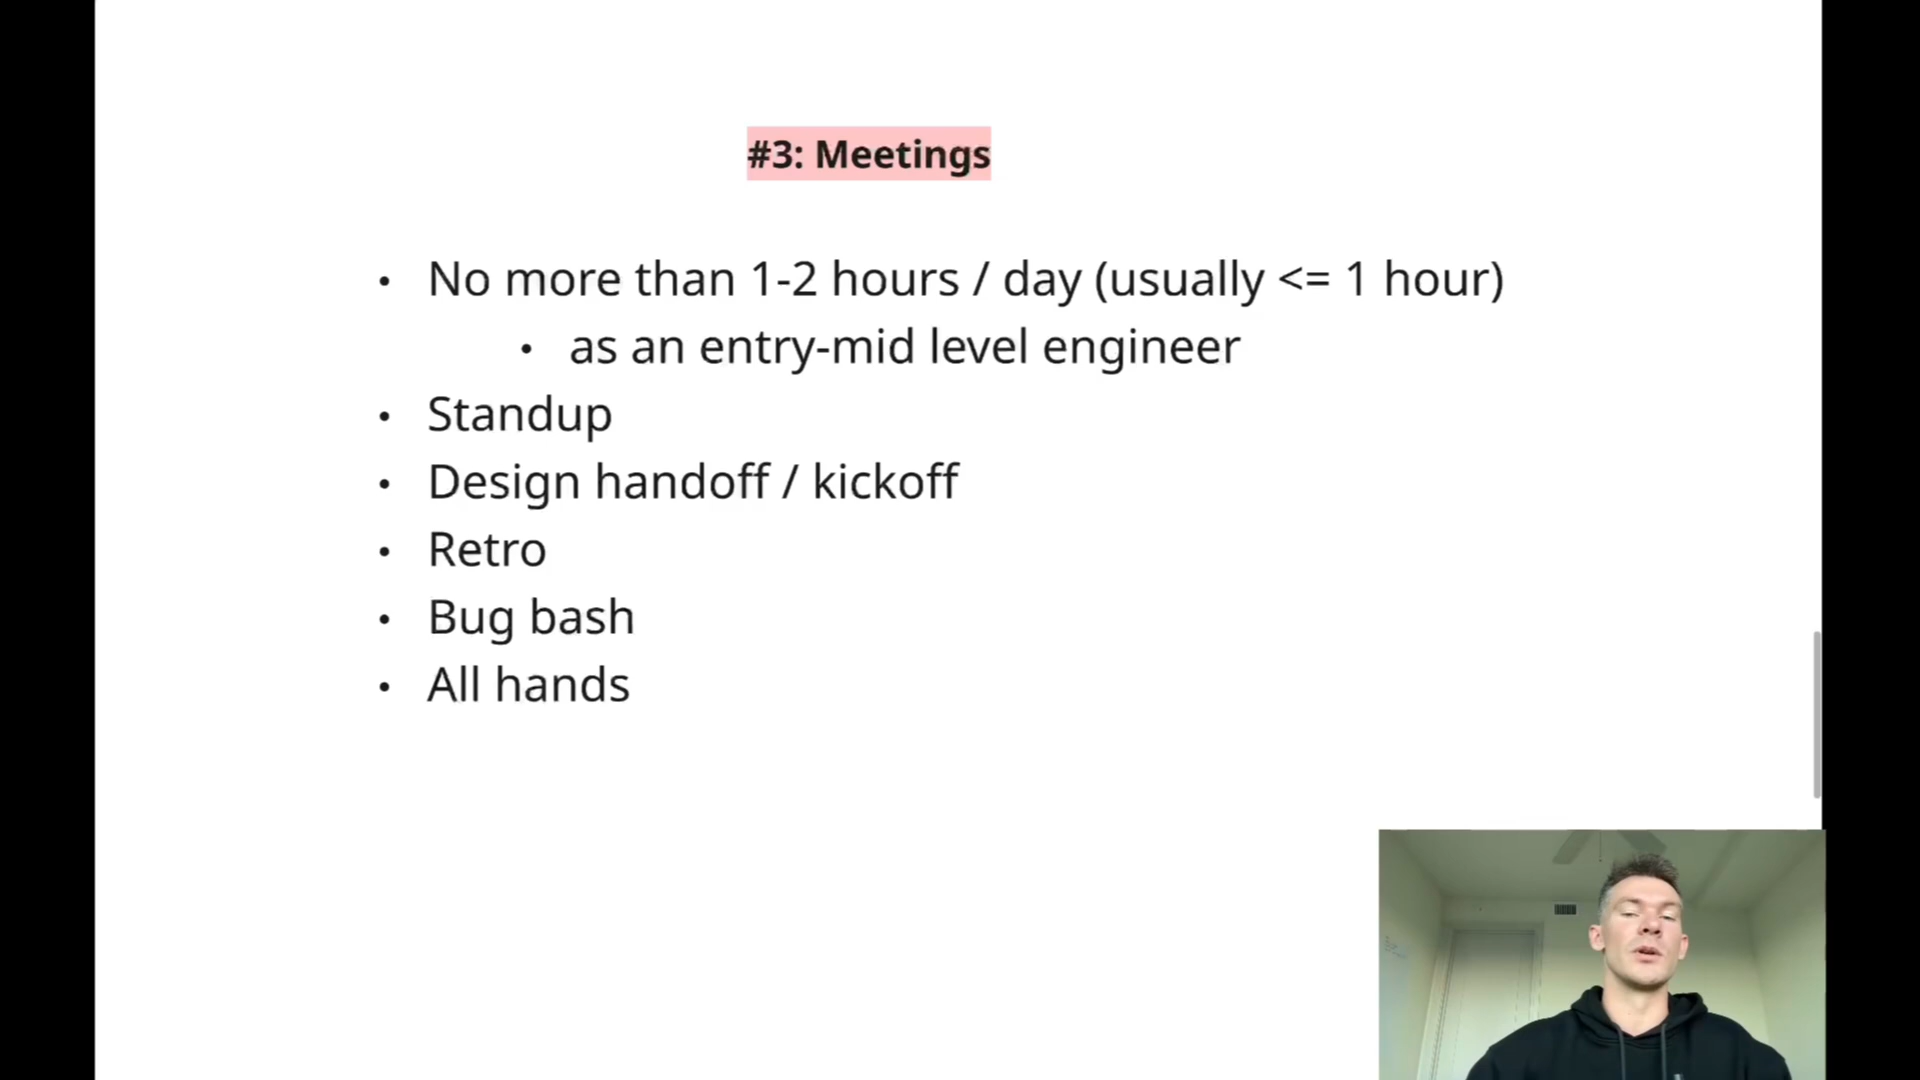 #3: Meetings
No more than 1-2 hours / day (usually <= 1 hour)
as an entry-mid level engineer
Standup
Design handoff / kickoff
Retro
Bug bash
All hands